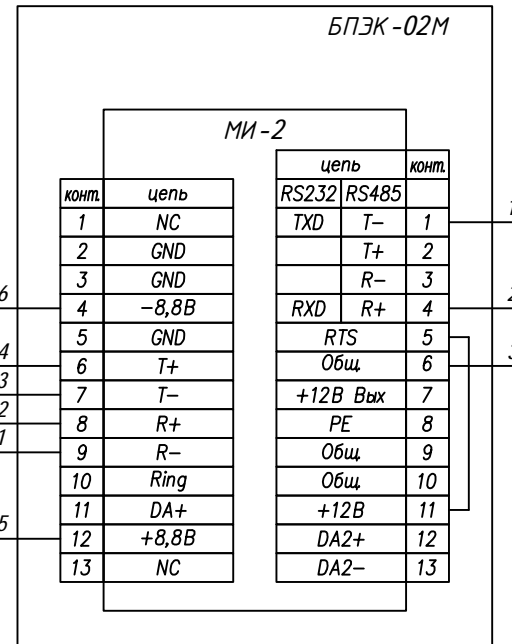 БПЭК-02М
МИ-2
цепь конт.
конт. цепь RS232 RS485
1 NC TXD T– 1 1
2 GND T+ 2
3 GND R– 3
6 4 –8,8В RXD R+ 4 2
5 GND RTS 5
4 6 T+ Общ. 6 3
3 7 T– +12В Вых 7
2 8 R+ PE 8
1 9 R– Общ. 9
10 Ring Общ. 10
11 DA+ +12В 11
5 12 +8,8В DA2+ 12
13 NC DA2– 13